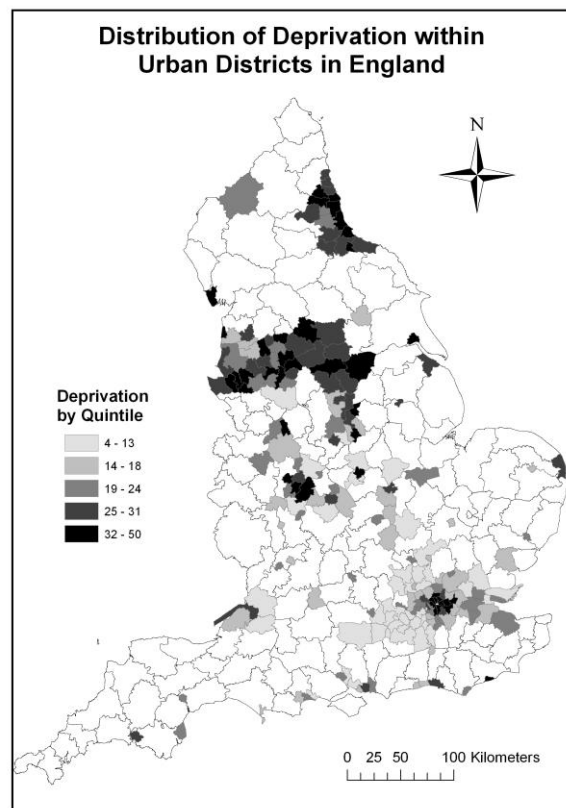 Distribution of Deprivation within
Urban Districts in England
N
Deprivation
by Quintile
4 - 13
14 - 18
19 - 24
25 - 31
32 - 50
0 25 50 100 Kilometers